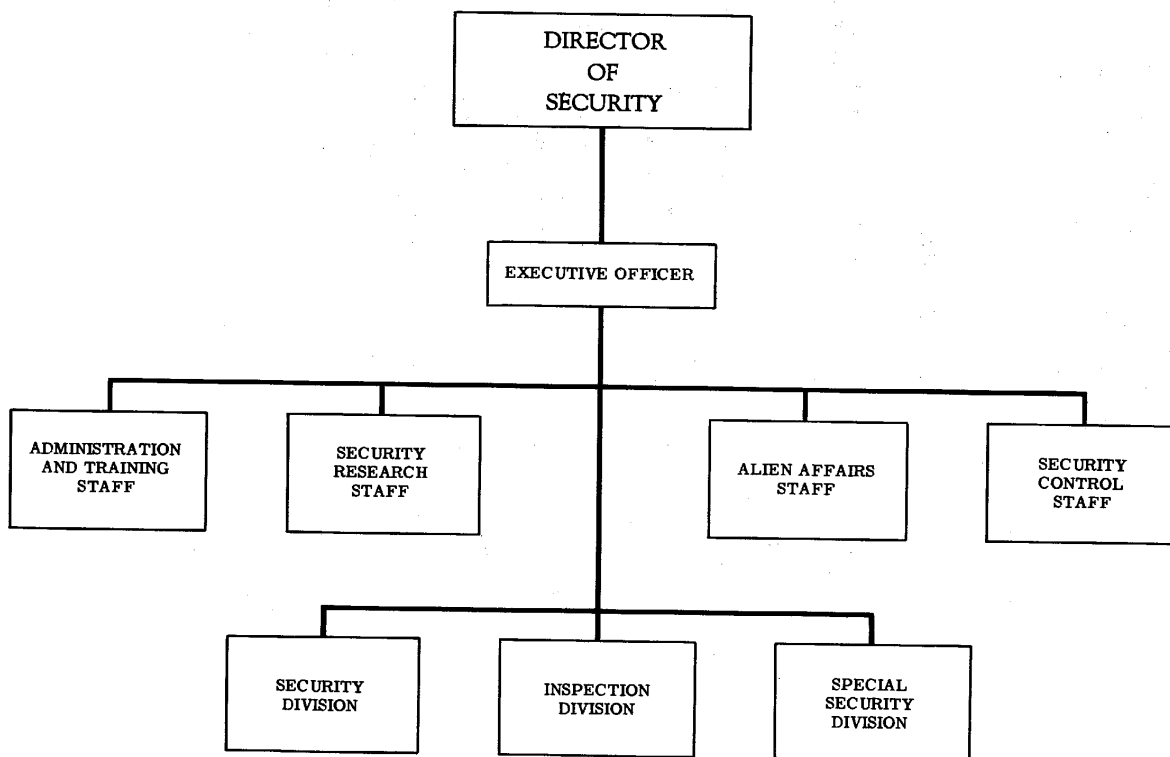 DIRECTOR
OF
SECURITY
EXECUTIVE OFFICER
ADMINISTRATION
AND TRAINING
STAFF
SECURITY
RESEARCH
STAFF
ALIEN AFFAIRS
STAFF
SECURITY
CONTROL
STAFF
SECURITY
DIVISION
INSPECTION
DIVISION
SPECIAL
SECURITY
DIVISION